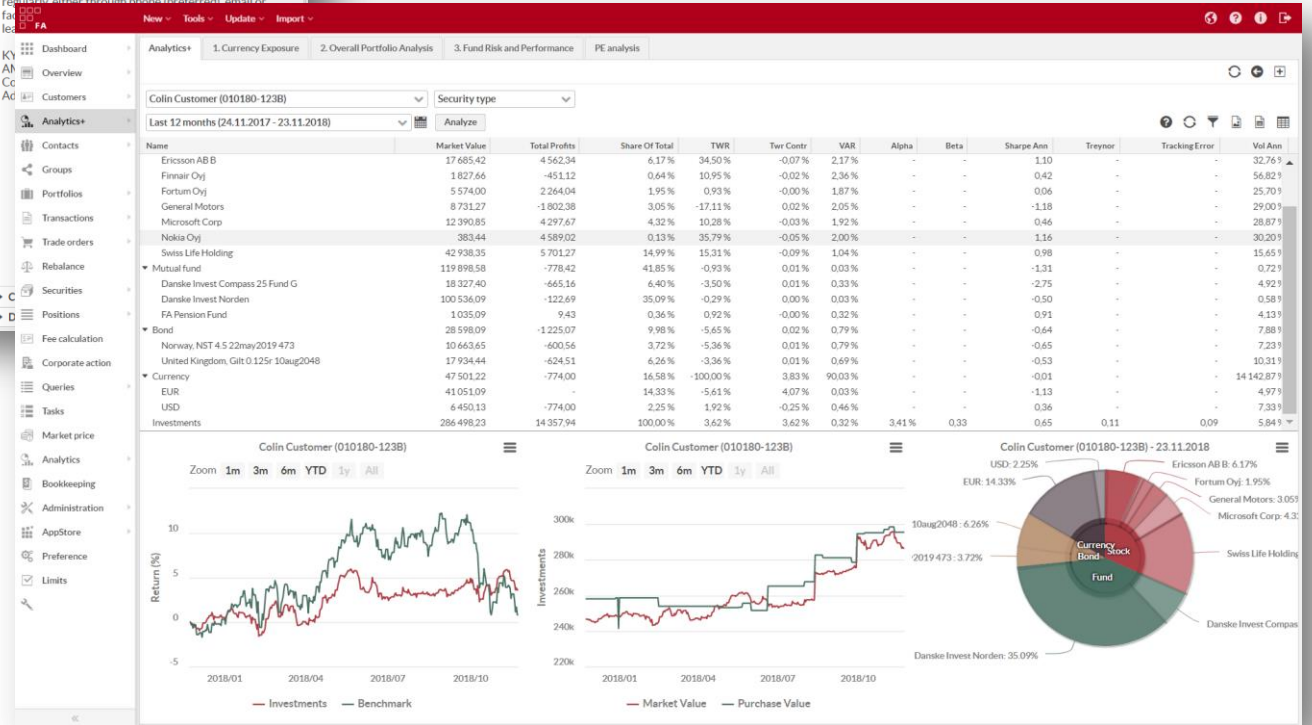 regularly, either through phone (preferred), email or
FA
New Tools Update Import
Dashboard
Overview
Customers
Analytics+
Contacts
Groups
Portfolios
Transactions
Trade orders
Rebalance
Securities
Positions
Fee calculation
Corporate action
Queries
Tasks
Market price
Analytics
Bookkeeping
Administration
AppStore
Preference
Limits
Analytics+ 1. Currency Exposure 2. Overall Portfolio Analysis 3. Fund Risk and Performance PE analysis
Colin Customer (010180-123B) Security type
Last 12 months (24.11.2017 - 23.11.2018) Analyze
Name Market Value Total Profits Share Of Total TWR Twr Contr VAR Alpha Beta Sharpe Ann Treynor Tracking Error Vol Ann
Ericsson AB B 17 685,42 4 562,34 6,17 % 34,50 % -0,07 % 2,17 % - - 1,10 - - 32,76 %
Finnair Oyj 1 827,66 -451,12 0,64 % 10,95 % -0,02 % 2,36 % - - 0,42 - - 56,82 %
Fortum Oyj 5 574,00 2 264,04 1,95 % 0,93 % -0,00 % 1,87 % - - 0,06 - - 25,70 %
General Motors 8 731,27 -1 802,38 3,05 % -17,11 % 0,02 % 2,05 % - - -1,18 - - 29,00 %
Microsoft Corp 12 390,85 4 297,67 4,32 % 10,28 % -0,03 % 1,92 % - - 0,46 - - 28,87 %
Nokia Oyj 383,44 4 589,02 0,13 % 35,79 % -0,05 % 2,00 % - - 1,16 - - 30,20 %
Swiss Life Holding 42 938,35 5 701,27 14,99 % 15,31 % -0,09 % 1,04 % - - 0,98 - - 15,65 %
Mutual fund 119 898,58 -778,42 41,85 % -0,93 % 0,01 % 0,03 % - - -1,31 - - 0,72 %
Danske Invest Compass 25 Fund G 18 327,40 -665,16 6,40 % -3,50 % 0,01 % 0,33 % - - -2,75 - - 4,92 %
Danske Invest Norden 100 536,09 -122,69 35,09 % -0,29 % 0,00 % 0,03 % - - -0,50 - - 0,58 %
FA Pension Fund 1 035,09 9,43 0,36 % 0,92 % -0,00 % 0,32 % - - 0,91 - - 4,13 %
Bond 28 598,09 -1 225,07 9,98 % -5,65 % 0,02 % 0,79 % - - -0,64 - - 7,88 %
Norway, NST 4.5 22may2019 473 10 663,65 -600,56 3,72 % -5,36 % 0,01 % 0,79 % - - -0,65 - - 7,23 %
United Kingdom, Gilt 0.125r 10aug2048 17 934,44 -624,51 6,26 % -3,36 % 0,01 % 0,69 % - - -0,53 - - 10,31 %
Currency 47 501,22 -774,00 16,58 % -100,00 % 3,83 % 90,03 % - - -0,01 - - 14 142,87 %
EUR 41 051,09 - 14,33 % -5,61 % 4,07 % 0,03 % - - -1,13 - - 4,97 %
USD 6 450,13 -774,00 2,25 % 1,92 % -0,25 % 0,46 % - - 0,36 - - 7,33 %
Investments 286 498,23 14 357,94 100,00 % 3,62 % 3,62 % 0,32 % 3,41 % 0,33 0,65 0,11 0,09 5,84 %
Colin Customer (010180-123B)
Zoom 1m 3m 6m YTD 1y All
Return (%)
10
5
0
-5
2018/01 2018/04 2018/07 2018/10
Investments Benchmark
Colin Customer (010180-123B)
Zoom 1m 3m 6m YTD 1y All
Investments
300k
280k
260k
240k
220k
2018/01 2018/04 2018/07 2018/10
Market Value Purchase Value
Colin Customer (010180-123B) - 23.11.2018
USD: 2.25%
EUR: 14.33%
10aug2048 : 6.26%
2019 473 : 3.72%
Danske Invest Norden: 35.09%
Ericsson AB B: 6.17%
Fortum Oyj: 1.95%
General Motors: 3.05%
Microsoft Corp: 4.3
Swiss Life Holding
Danske Invest Compas
Currency
Stock
Bond
Fund